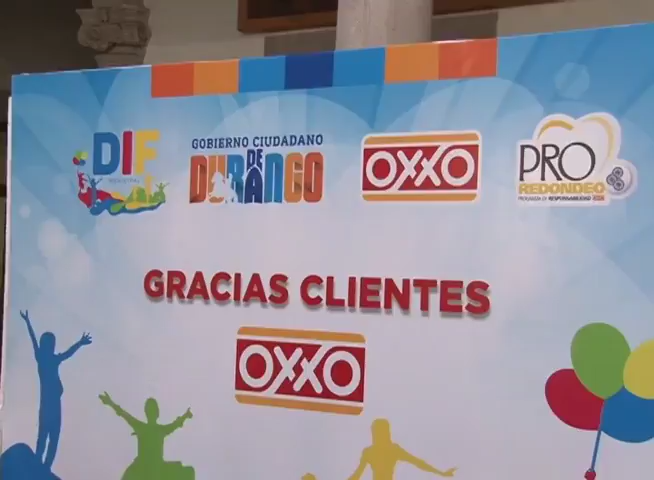 DIF
GOBIERNO CIUDADANO
DE
DURANGO
OXXO
PRO
REDONDEO
GRACIAS CLIENTES
OXXO